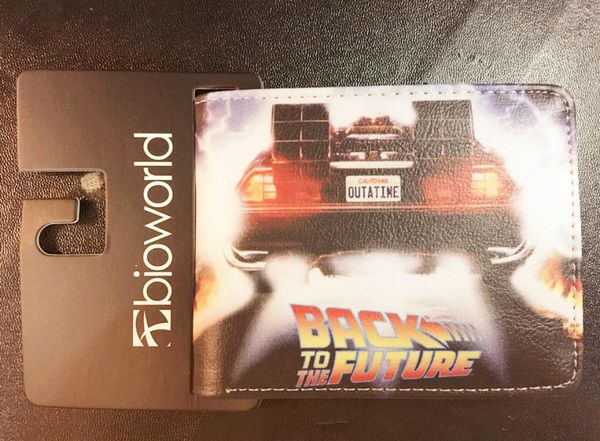 bioworld
CALIFORNIA
OUTATIME
BACK
TO
THE FUTURE